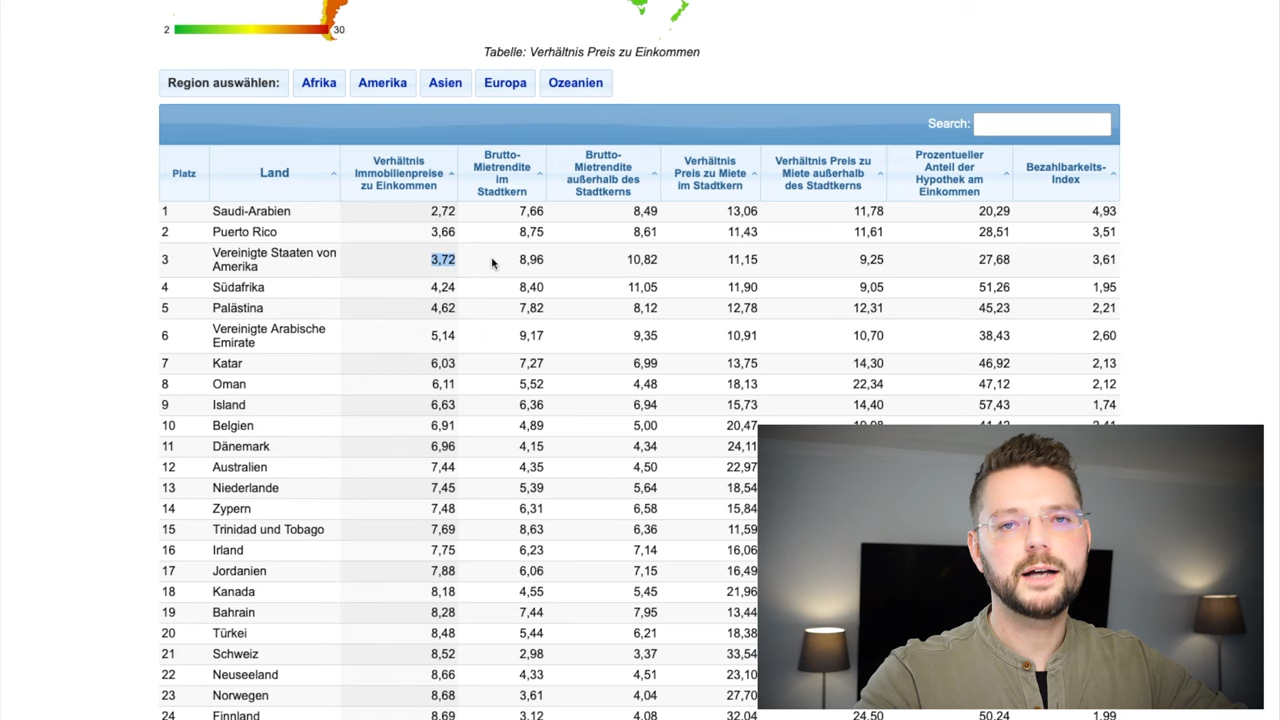 2 30
Tabelle: Verhältnis Preis zu Einkommen
Region auswählen: Afrika Amerika Asien Europa Ozeanien
Search:
Platz Land Verhältnis Immobilienpreise zu Einkommen Brutto-Mietrendite im Stadtkern Brutto-Mietrendite außerhalb des Stadtkerns Verhältnis Preis zu Miete im Stadtkern Verhältnis Preis zu Miete außerhalb des Stadtkerns Prozentueller Anteil der Hypothek am Einkommen Bezahlbarkeits-Index
1 Saudi-Arabien 2,72 7,66 8,49 13,06 11,78 20,29 4,93
2 Puerto Rico 3,66 8,75 8,61 11,43 11,61 28,51 3,51
3 Vereinigte Staaten von Amerika 3,72 8,96 10,82 11,15 9,25 27,68 3,61
4 Südafrika 4,24 8,40 11,05 11,90 9,05 51,26 1,95
5 Palästina 4,62 7,82 8,12 12,78 12,31 45,23 2,21
6 Vereinigte Arabische Emirate 5,14 9,17 9,35 10,91 10,70 38,43 2,60
7 Katar 6,03 7,27 6,99 13,75 14,30 46,92 2,13
8 Oman 6,11 5,52 4,48 18,13 22,34 47,12 2,12
9 Island 6,63 6,36 6,94 15,73 14,40 57,43 1,74
10 Belgien 6,91 4,89 5,00 20,47
11 Dänemark 6,96 4,15 4,34 24,11
12 Australien 7,44 4,35 4,50 22,97
13 Niederlande 7,45 5,39 5,64 18,54
14 Zypern 7,48 6,31 6,58 15,84
15 Trinidad und Tobago 7,69 8,63 6,36 11,59
16 Irland 7,75 6,23 7,14 16,06
17 Jordanien 7,88 6,06 7,15 16,49
18 Kanada 8,18 4,55 5,45 21,96
19 Bahrain 8,28 7,44 7,95 13,44
20 Türkei 8,48 5,44 6,21 18,38
21 Schweiz 8,52 2,98 3,37 33,54
22 Neuseeland 8,66 4,33 4,51 23,10
23 Norwegen 8,68 3,61 4,04 27,70
24 Finnland 8,69 3,12 4,08 32,04 24,50 50,24 1,99